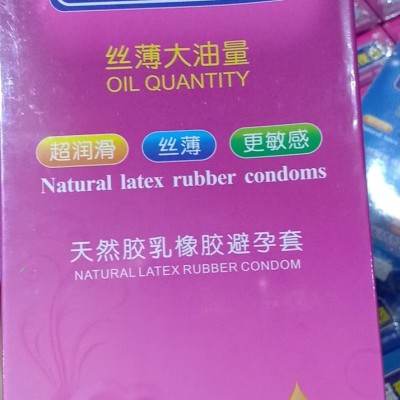 丝薄大油量
OIL QUANTITY
超润滑 丝薄 更敏感
Natural latex rubber condoms
天然胶乳橡胶避孕套
NATURAL LATEX RUBBER CONDOM